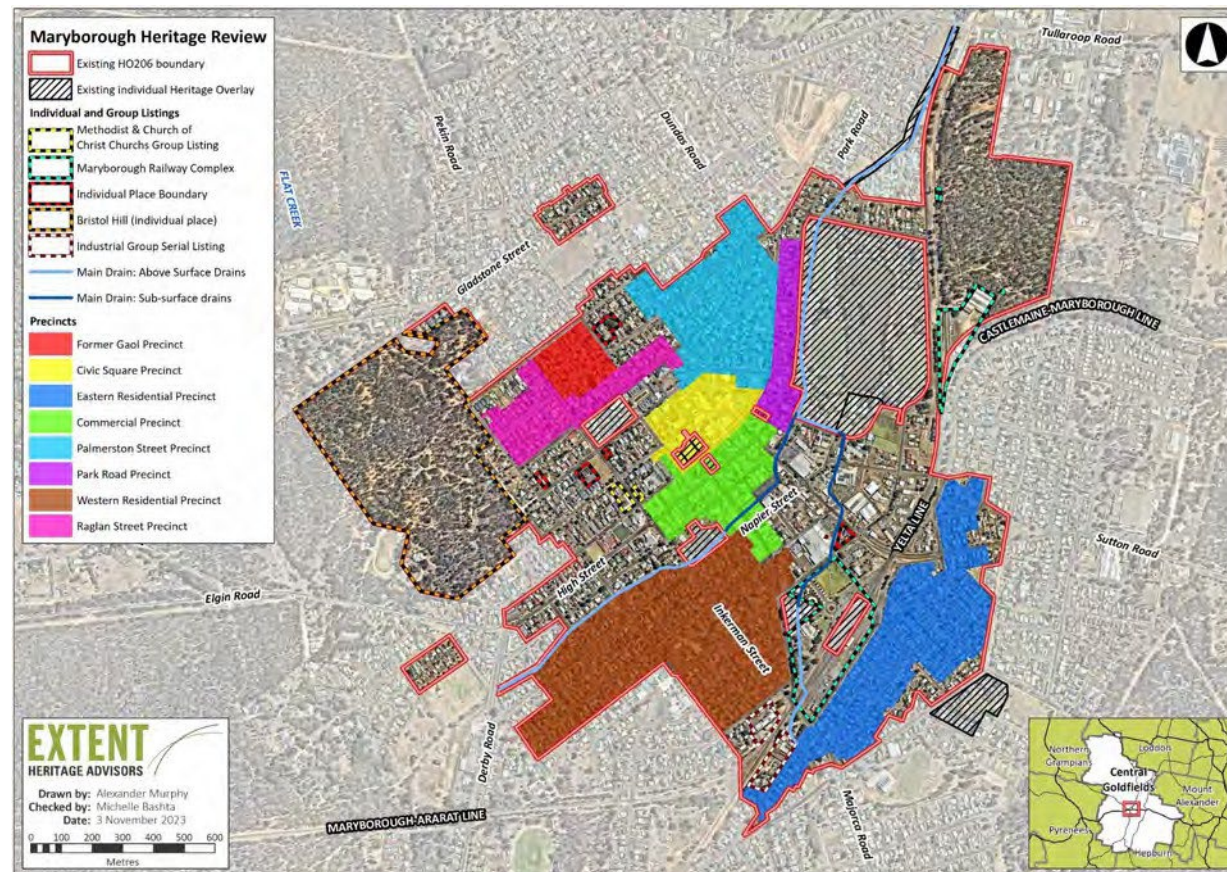 Maryborough Heritage Review
Existing HO206 boundary
Existing individual Heritage Overlay
Individual and Group Listings
Methodist & Church of
Christ Churchs Group Listing
Maryborough Railway Complex
Individual Place Boundary
Bristol Hill (individual place)
Industrial Group Serial Listing
Main Drain: Above Surface Drains
Main Drain: Sub-surface drains
Precincts
Former Gaol Precinct
Civic Square Precinct
Eastern Residential Precinct
Commercial Precinct
Palmerston Street Precinct
Park Road Precinct
Western Residential Precinct
Raglan Street Precinct
Tullaroop Road
Pekin Road
Dundas Road
Park Road
FLAT CREEK
Gladstone Street
CASTLEMAINE-MARYBOROUGH LINE
Napier Street
YELTA LINE
Sutton Road
High Street
Elgin Road
Inkerman Street
Derby Road
Majorca Road
MARYBOROUGH-ARARAT LINE
EXTENT
HERITAGE ADVISORS
Drawn by: Alexander Murphy
Checked by: Michelle Bashta
Date: 3 November 2023
0 100 200 300 400 500 600
Metres
Northern
Grampians
Loddon
Central
Goldfields
Mount
Alexander
Pyrenees
Hepburn